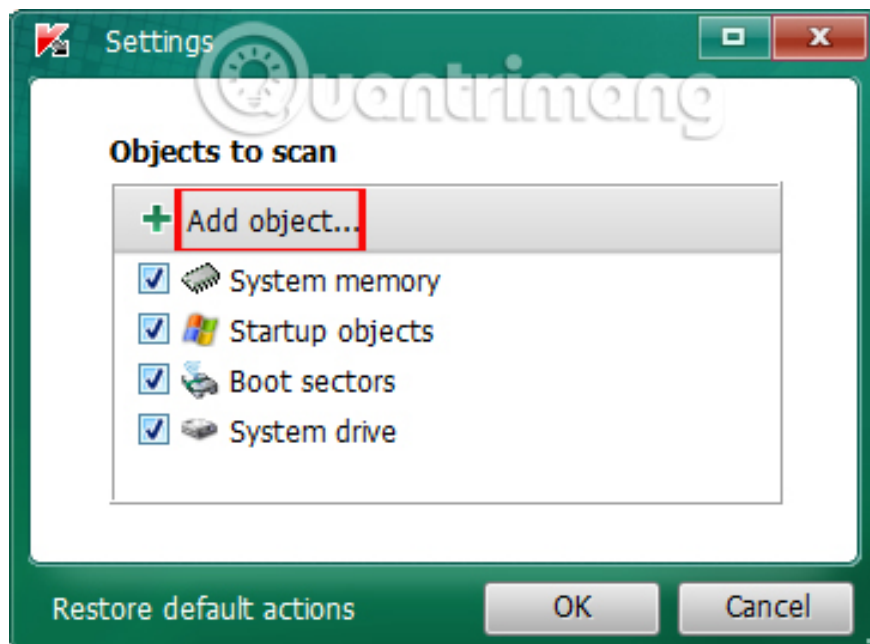 Settings
Quantrimang
Objects to scan
Add object...
System memory
Startup objects
Boot sectors
System drive
Restore default actions
OK
Cancel